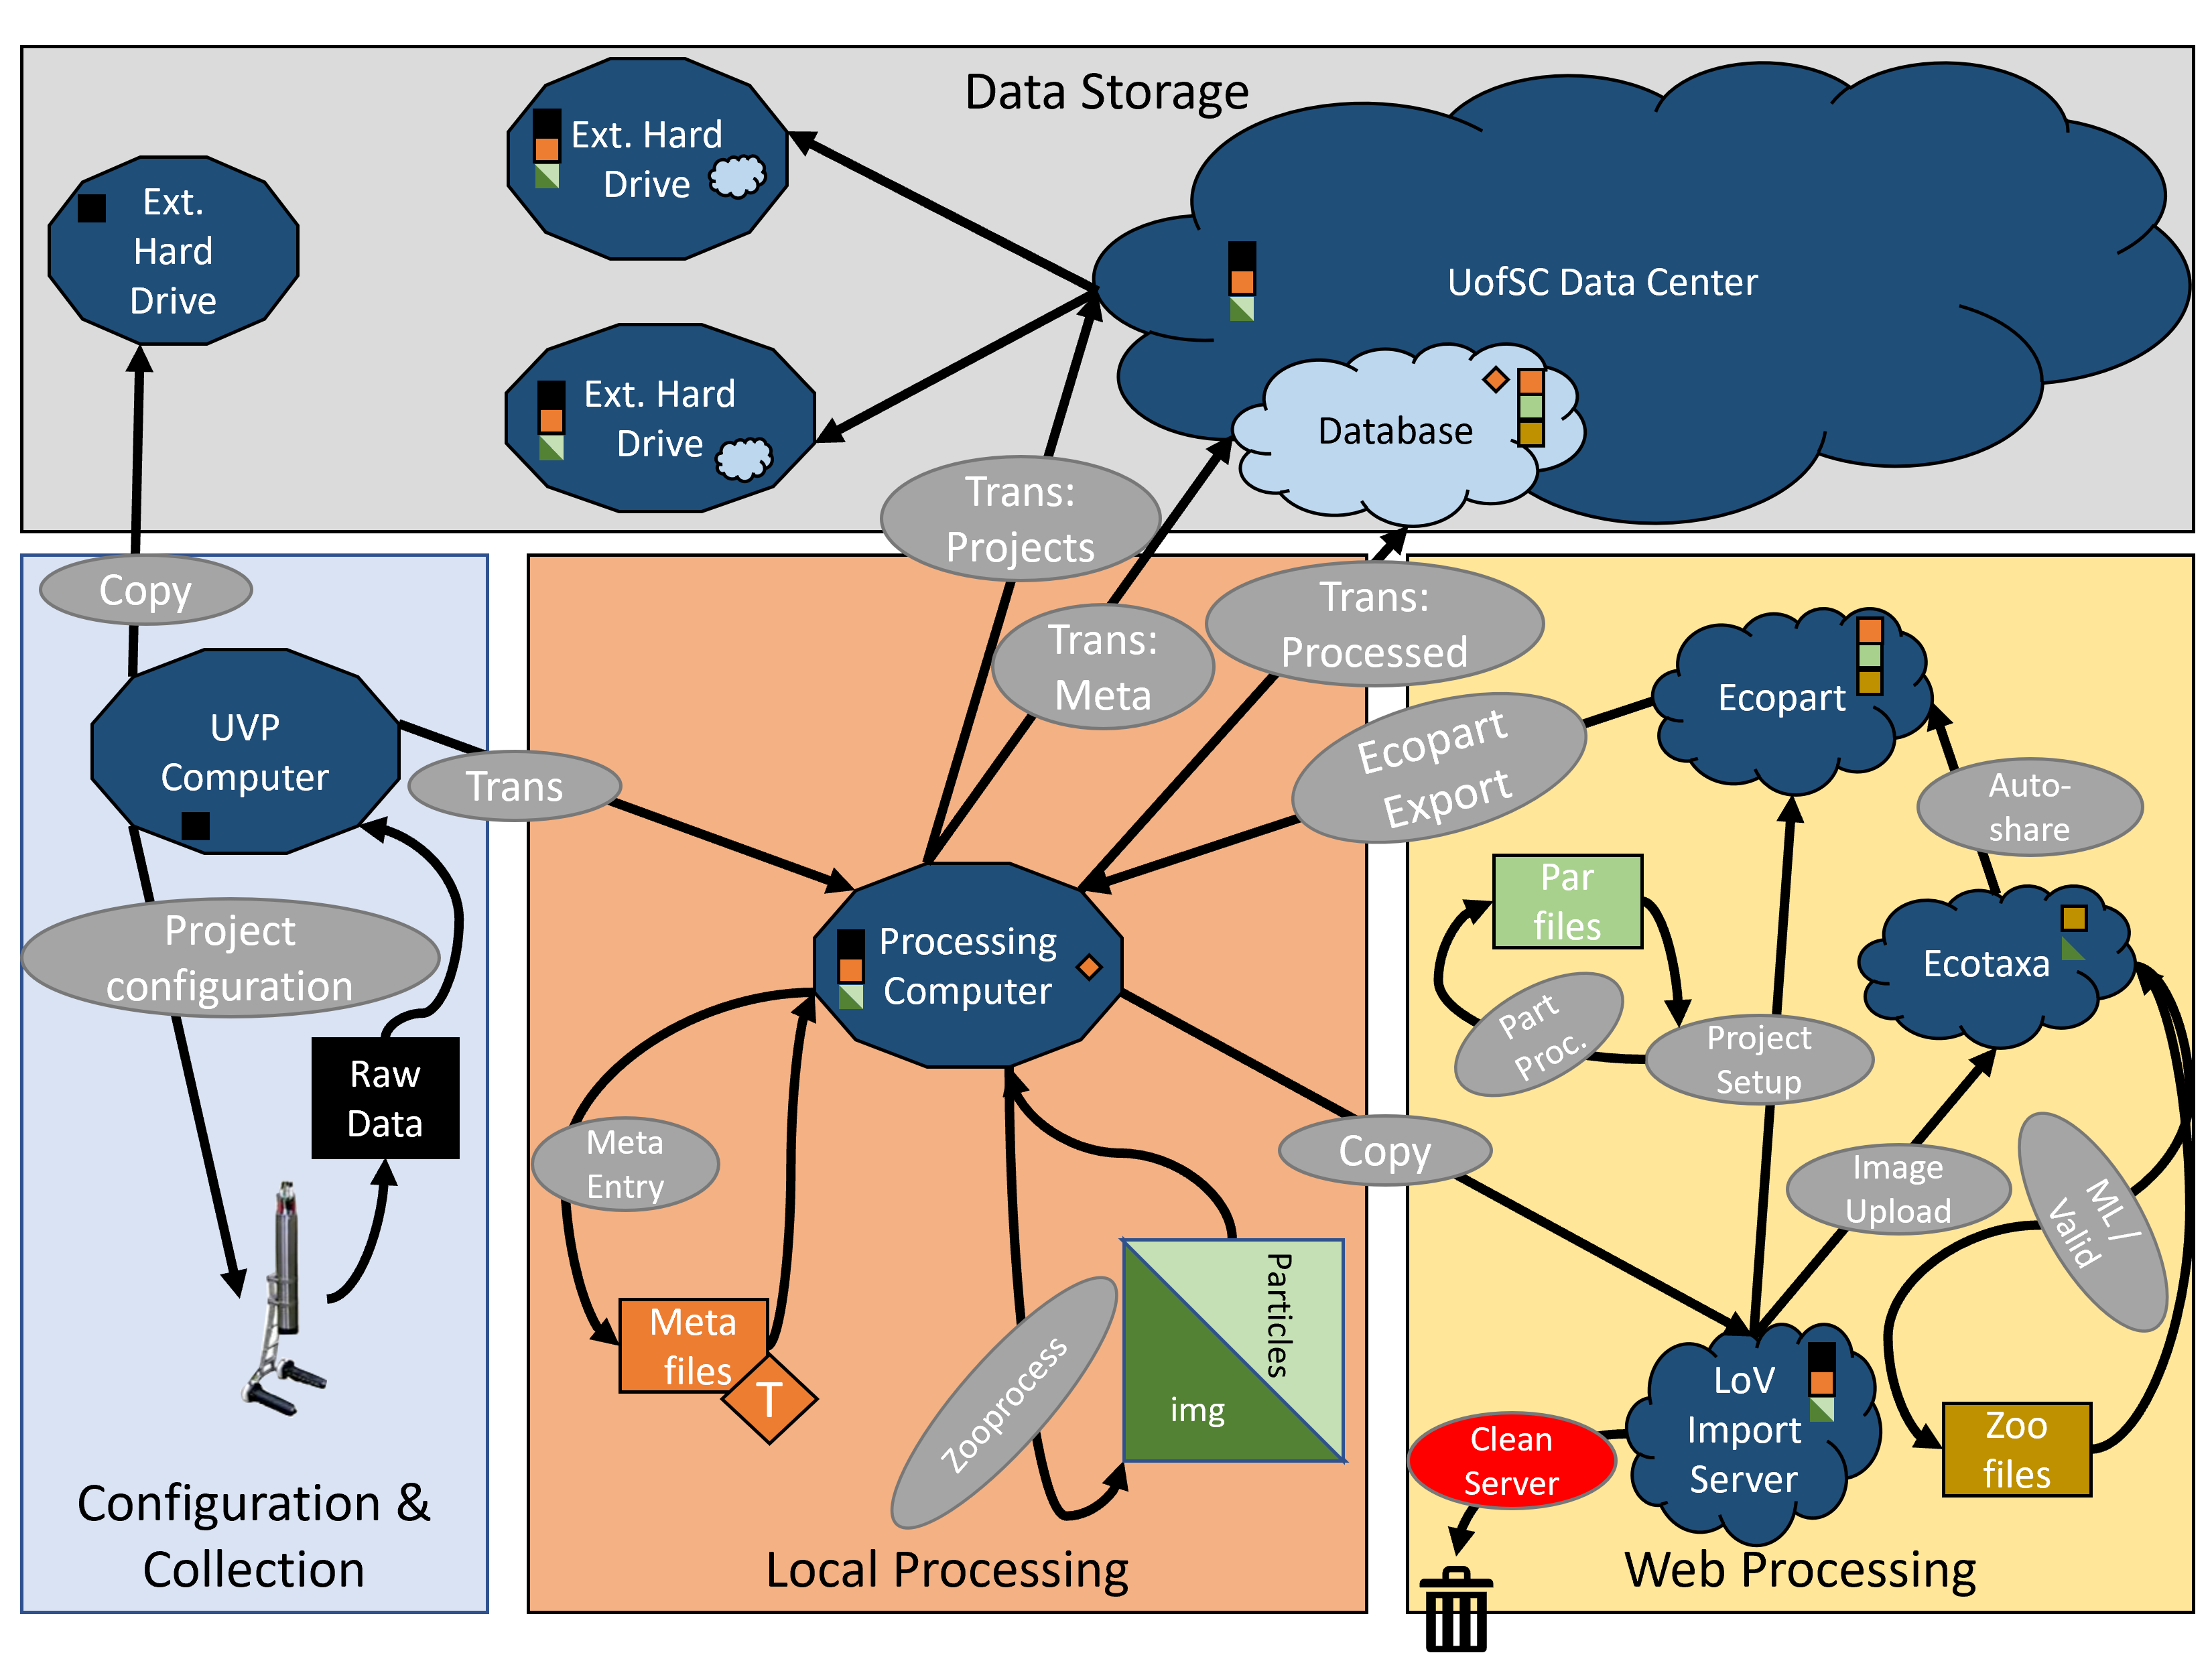 Data Storage
Ext.
Hard
Drive
Ext. Hard
Drive
Ext. Hard
Drive
UofSC Data Center
Database
Trans:
Projects
Trans:
Meta
Trans:
Processed
Copy
UVP
Computer
Trans
Project
configuration
Raw
Data
Configuration &
Collection
Processing
Computer
Meta
Entry
Meta
files
T
Zooprocess
Particles
img
Local Processing
Ecopart
Export
Copy
Ecopart
Auto-
share
Par
files
Part
Proc.
Project
Setup
Ecotaxa
Image
Upload
ML /
Valid
LoV
Import
Server
Clean
Server
Zoo
files
Web Processing